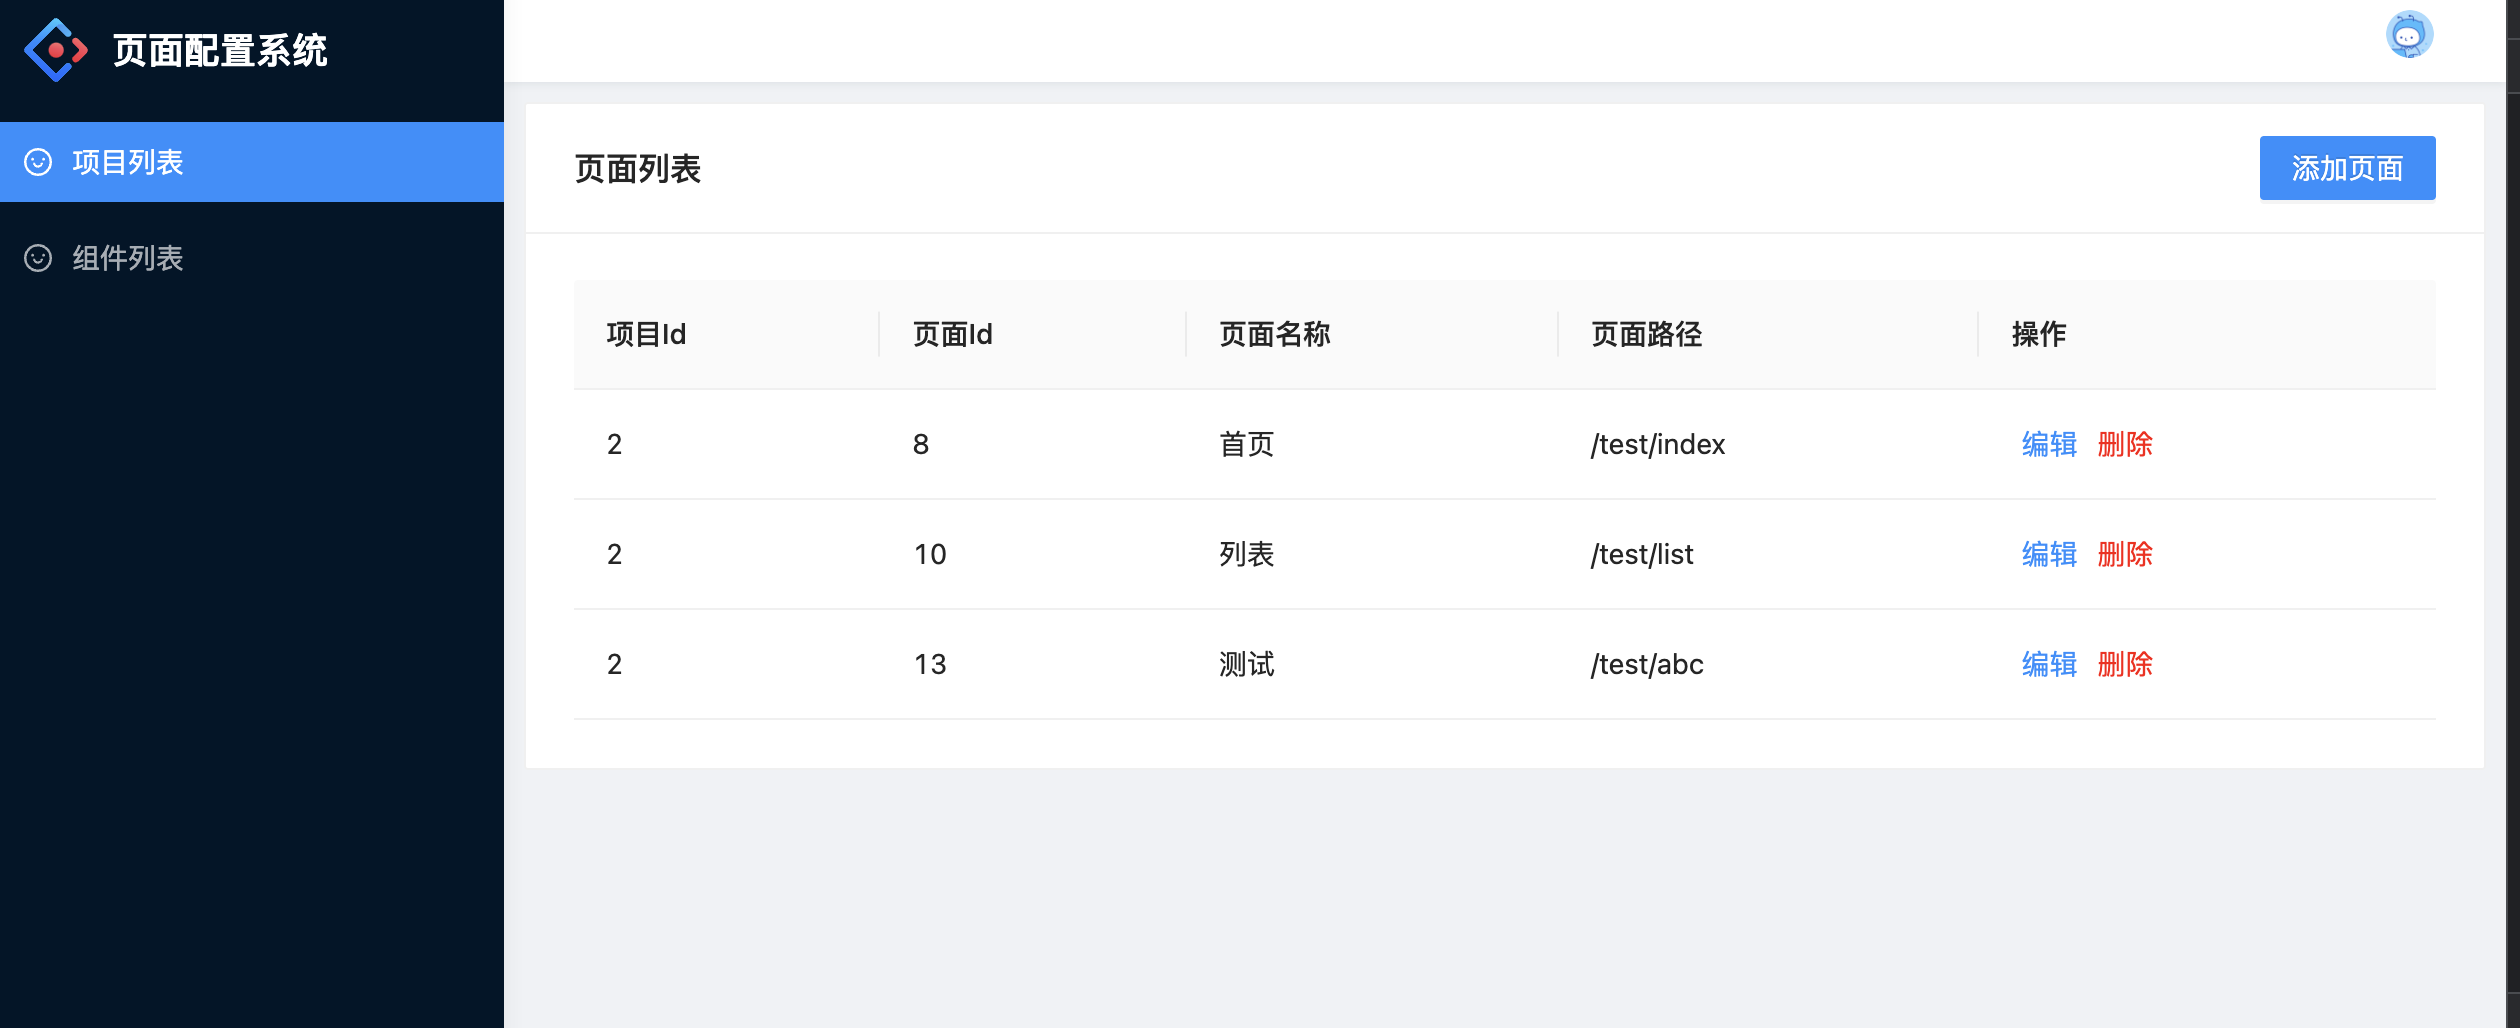 页面配置系统
项目列表
组件列表
页面列表
添加页面
项目Id 页面Id 页面名称 页面路径 操作
2 8 首页 /test/index 编辑 删除
2 10 列表 /test/list 编辑 删除
2 13 测试 /test/abc 编辑 删除